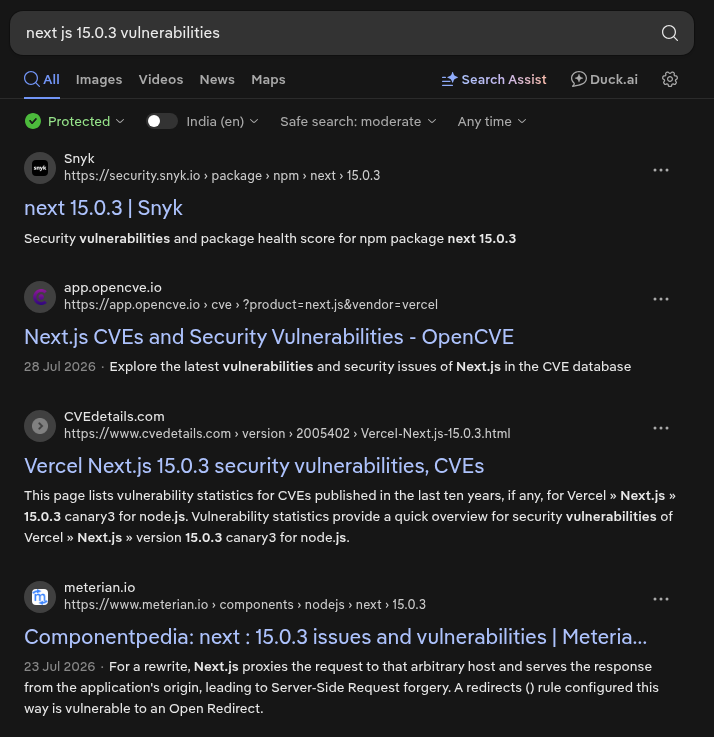 next js 15.0.3 vulnerabilities
All Images Videos News Maps Search Assist Duck.ai
Protected India (en) Safe search: moderate Any time
snyk
Snyk
https://security.snyk.io › package › npm › next › 15.0.3
next 15.0.3 | Snyk
Security vulnerabilities and package health score for npm package next 15.0.3
app.opencve.io
https://app.opencve.io › cve › ?product=next.js&vendor=vercel
Next.js CVEs and Security Vulnerabilities - OpenCVE
28 Jul 2026 · Explore the latest vulnerabilities and security issues of Next.js in the CVE database
CVEdetails.com
https://www.cvedetails.com › version › 2005402 › Vercel-Next.js-15.0.3.html
Vercel Next.js 15.0.3 security vulnerabilities, CVEs
This page lists vulnerability statistics for CVEs published in the last ten years, if any, for Vercel » Next.js »
15.0.3 canary3 for node.js. Vulnerability statistics provide a quick overview for security vulnerabilities of
Vercel » Next.js » version 15.0.3 canary3 for node.js.
meterian.io
https://www.meterian.io › components › nodejs › next › 15.0.3
Componentpedia: next : 15.0.3 issues and vulnerabilities | Meteria...
23 Jul 2026 · For a rewrite, Next.js proxies the request to that arbitrary host and serves the response
from the application's origin, leading to Server-Side Request forgery. A redirects () rule configured this
way is vulnerable to an Open Redirect.